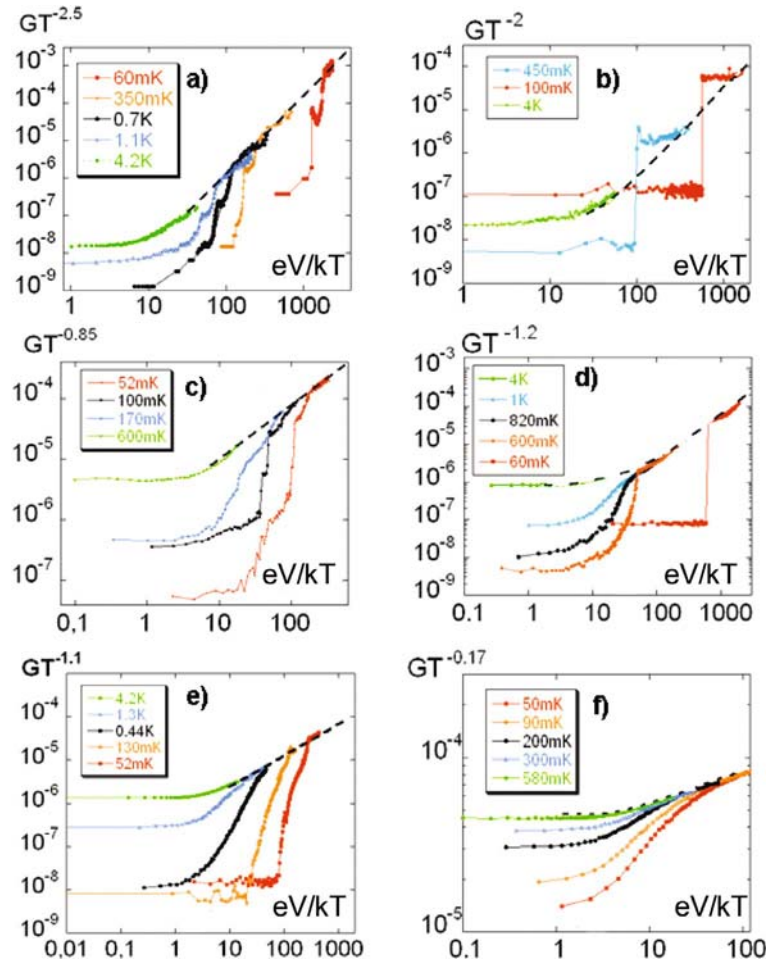 GT-2.5
10-3
10-4
10-5
10-6
10-7
10-8
10-9
60mK
350mK
0.7K
1.1K
4.2K
a)
eV/kT
1 10 100 1000
GT-2
10-4
10-5
10-6
10-7
10-8
10-9
450mK
100mK
4K
b)
eV/kT
1 10 100 1000
GT-0.85
10-4
10-5
10-6
10-7
52mK
100mK
170mK
600mK
c)
eV/kT
0,1 1 10 100
GT-1.2
10-3
10-4
10-5
10-6
10-7
10-8
10-9
4K
1K
820mK
600mK
60mK
d)
eV/kT
0.1 1 10 100 1000
GT-1.1
10-4
10-5
10-6
10-7
10-8
10-9
4.2K
1.3K
0.44K
130mK
52mK
e)
eV/kT
0,01 0,1 1 10 100 1000
GT-0.17
10-4
10-5
50mK
90mK
200mK
300mK
580mK
f)
eV/kT
0.1 1 10 100